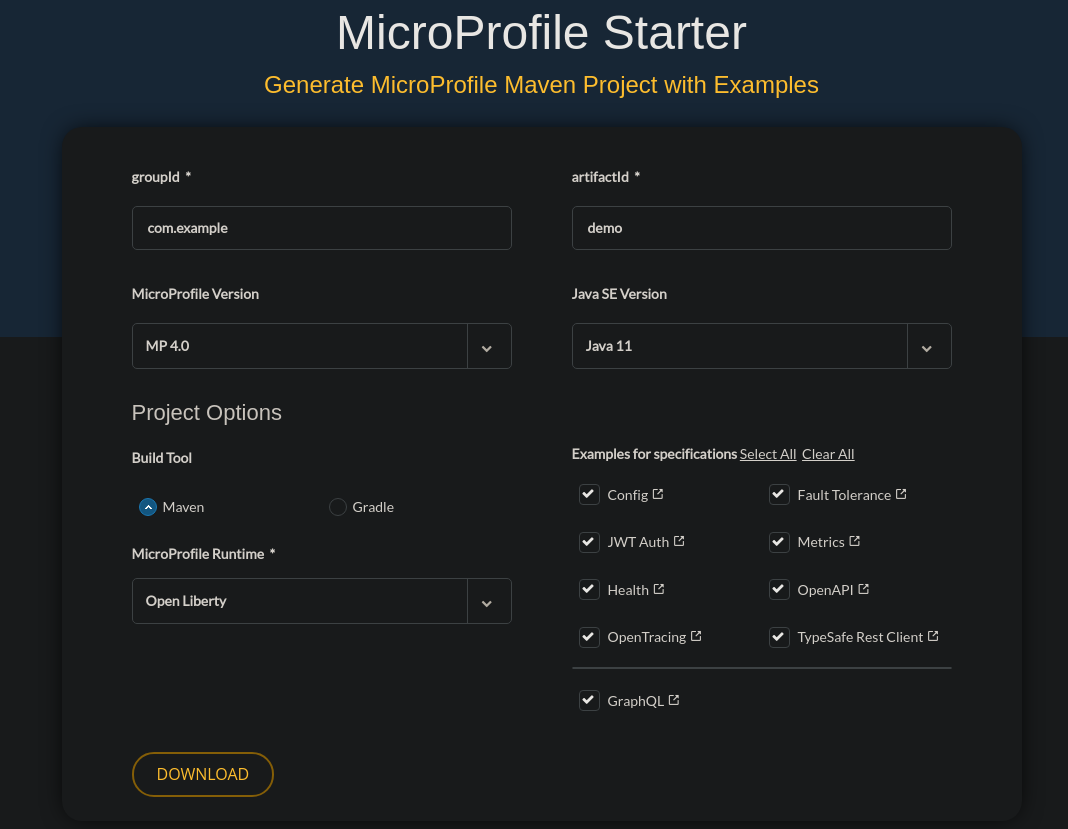 MicroProfile Starter
Generate MicroProfile Maven Project with Examples
groupId *
artifactId *
com.example
demo
MicroProfile Version
Java SE Version
MP 4.0
Java 11
Project Options
Build Tool
Maven
Gradle
MicroProfile Runtime *
Open Liberty
Examples for specifications Select All Clear All
Config
Fault Tolerance
JWT Auth
Metrics
Health
OpenAPI
OpenTracing
TypeSafe Rest Client
GraphQL
DOWNLOAD